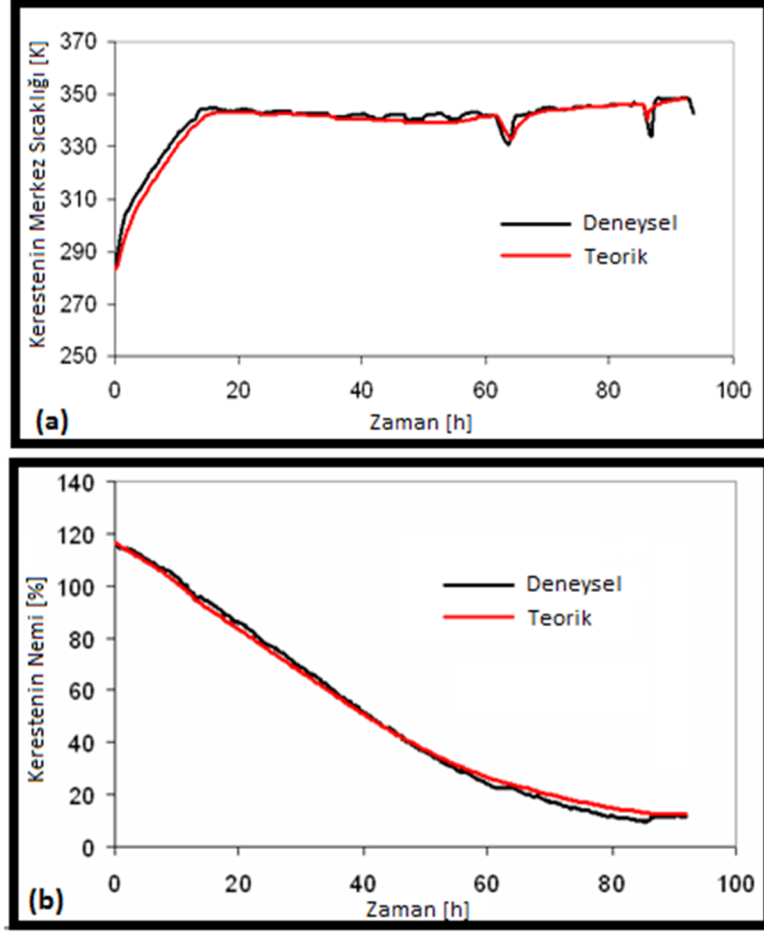 370
350
330
310
290
270
250
Kerestenin Merkez Sıcaklığı [K]
Deneysel
Teorik
0 20 40 60 80 100
Zaman [h]
(a)
140
120
100
80
60
40
20
0
Kerestenin Nemi [%]
Deneysel
Teorik
0 20 40 60 80 100
Zaman [h]
(b)